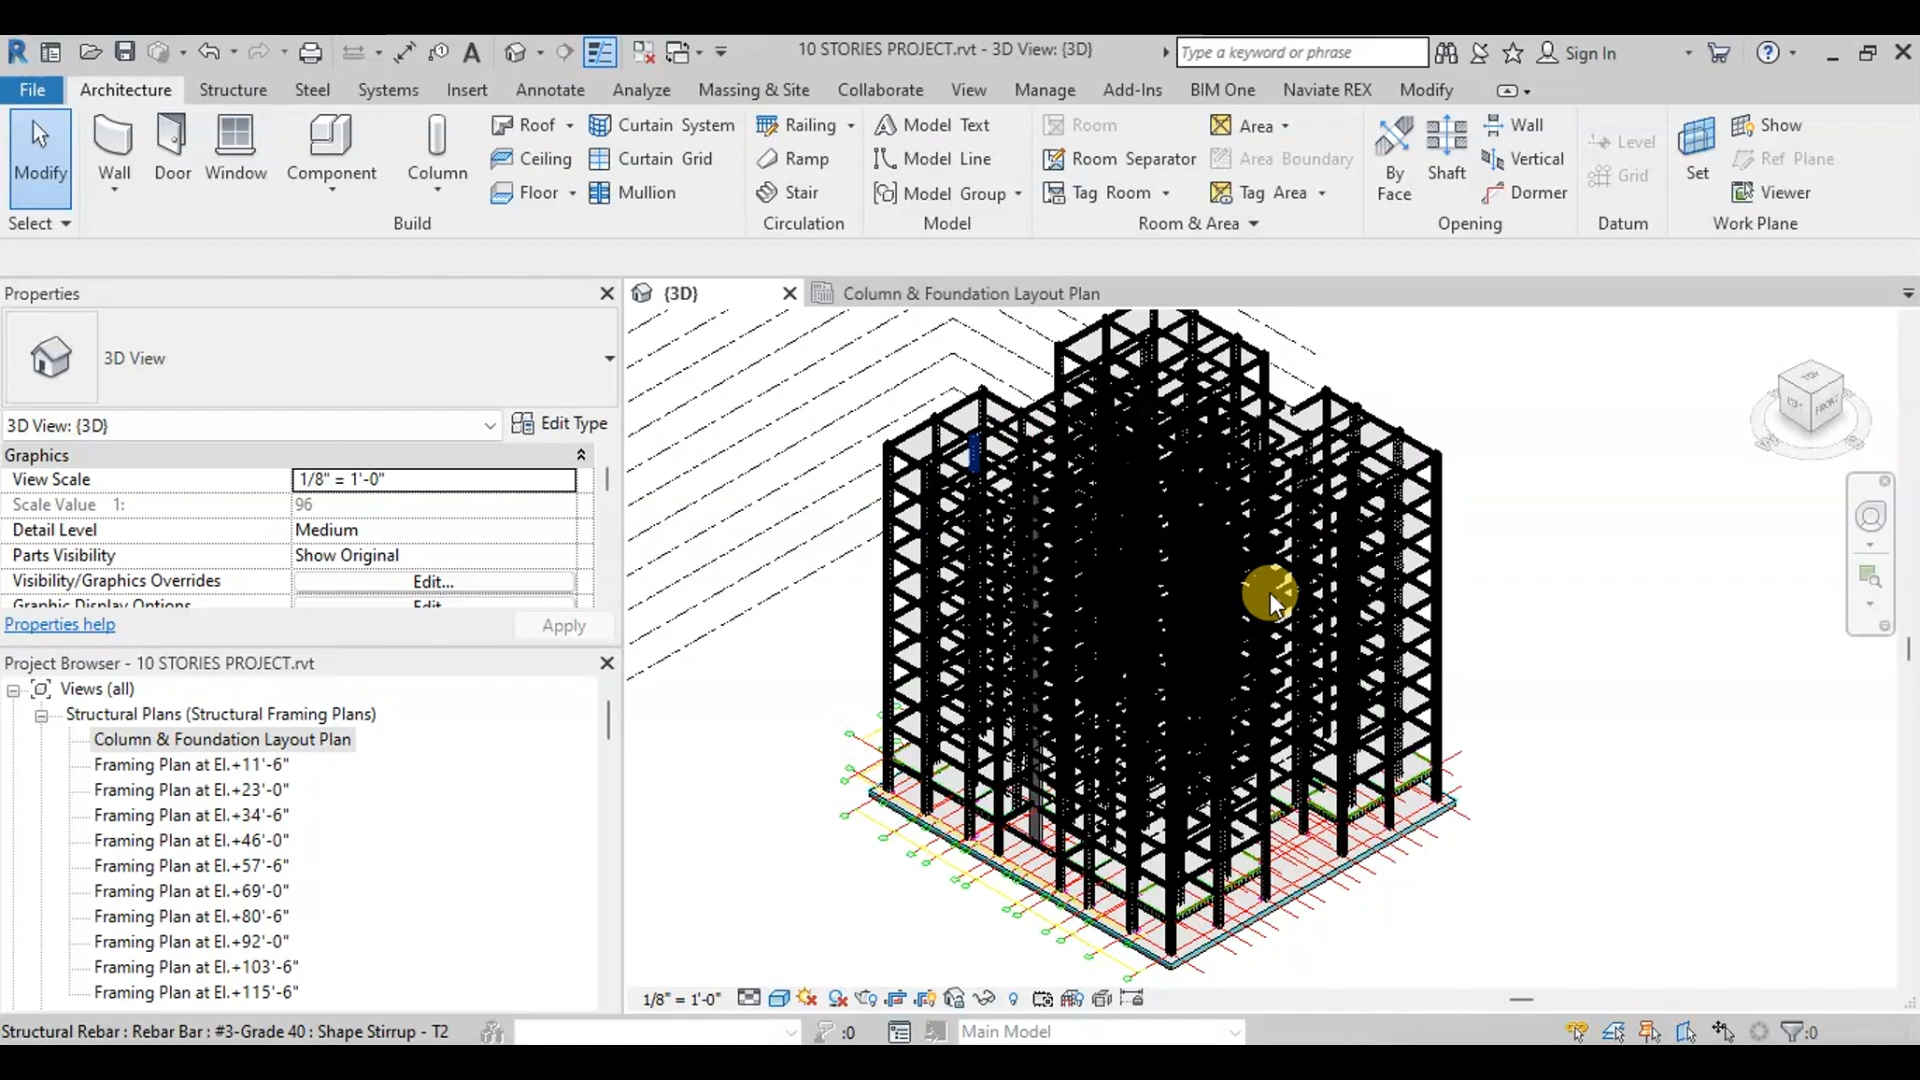 10 STORIES PROJECT.rvt - 3D View: {3D}
Type a keyword or phrase
Sign In
File Architecture Structure Steel Systems Insert Annotate Analyze Massing & Site Collaborate View Manage Add-Ins BIM One Naviate REX Modify
Modify
Wall
Door
Window
Component
Column
Roof
Ceiling
Floor
Curtain System
Curtain Grid
Mullion
Railing
Ramp
Stair
Model Text
Model Line
Model Group
Room
Room Separator
Tag Room
Area
Area Boundary
Tag Area
By
Face
Shaft
Wall
Vertical
Dormer
Level
Grid
Set
Show
Ref Plane
Viewer
Select
Build
Circulation
Model
Room & Area
Opening
Datum
Work Plane
Properties
3D View
3D View: {3D}
Edit Type
Graphics
View Scale 1/8" = 1'-0"
Scale Value 1: 96
Detail Level Medium
Parts Visibility Show Original
Visibility/Graphics Overrides Edit...
Graphic Display Options Edit
Properties help
Apply
Project Browser - 10 STORIES PROJECT.rvt
Views (all)
Structural Plans (Structural Framing Plans)
Column & Foundation Layout Plan
Framing Plan at El.+11'-6"
Framing Plan at El.+23'-0"
Framing Plan at El.+34'-6"
Framing Plan at El.+46'-0"
Framing Plan at El.+57'-6"
Framing Plan at El.+69'-0"
Framing Plan at El.+80'-6"
Framing Plan at El.+92'-0"
Framing Plan at El.+103'-6"
Framing Plan at El.+115'-6"
{3D}
Column & Foundation Layout Plan
TOP
FRONT
1/8" = 1'-0"
Structural Rebar : Rebar Bar : #3-Grade 40 : Shape Stirrup - T2
:0
Main Model
:0